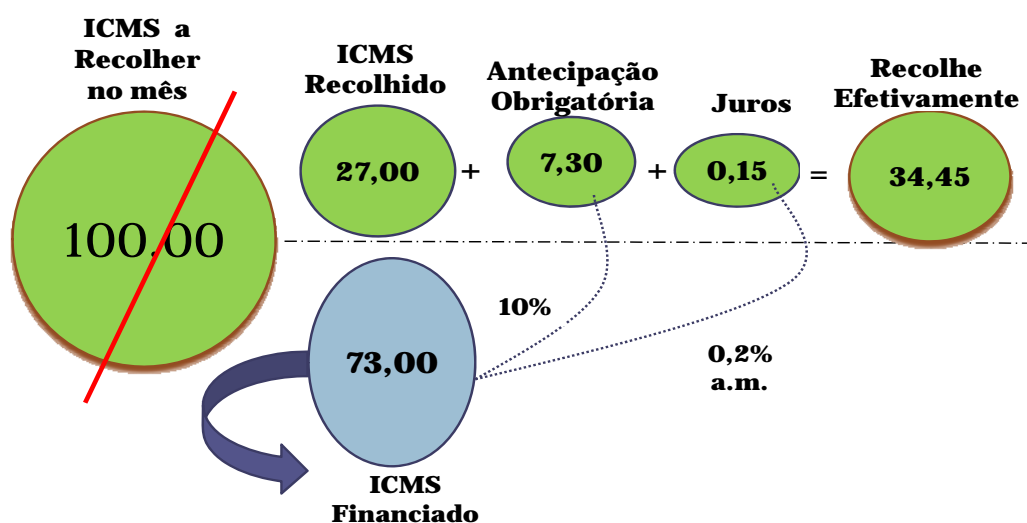 ICMS a
Recolher
no mês
100,00
ICMS
Recolhido
27,00
+
Antecipação
Obrigatória
7,30
+
Juros
0,15
=
Recolhe
Efetivamente
34,45
73,00
10%
0,2%
a.m.
ICMS
Financiado